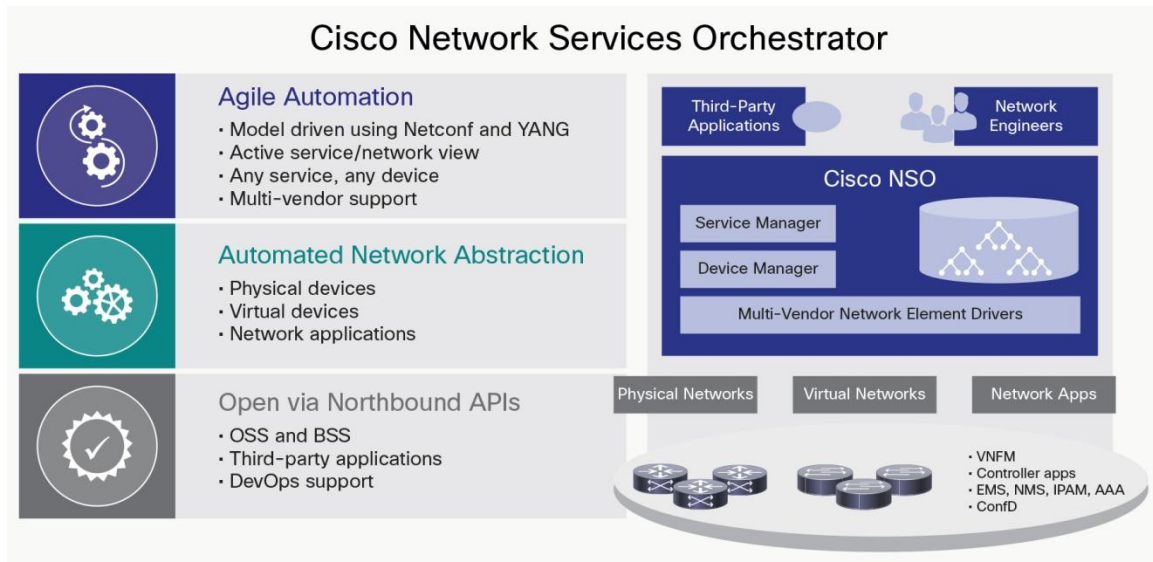 Cisco Network Services Orchestrator
Agile Automation
· Model driven using Netconf and YANG
· Active service/network view
· Any service, any device
· Multi-vendor support
Automated Network Abstraction
· Physical devices
· Virtual devices
· Network applications
Open via Northbound APIs
· OSS and BSS
· Third-party applications
· DevOps support
Third-Party
Applications
Network
Engineers
Cisco NSO
Service Manager
Device Manager
Multi-Vendor Network Element Drivers
Physical Networks
Virtual Networks
Network Apps
· VNFM
· Controller apps
· EMS, NMS, IPAM, AAA
· ConfD